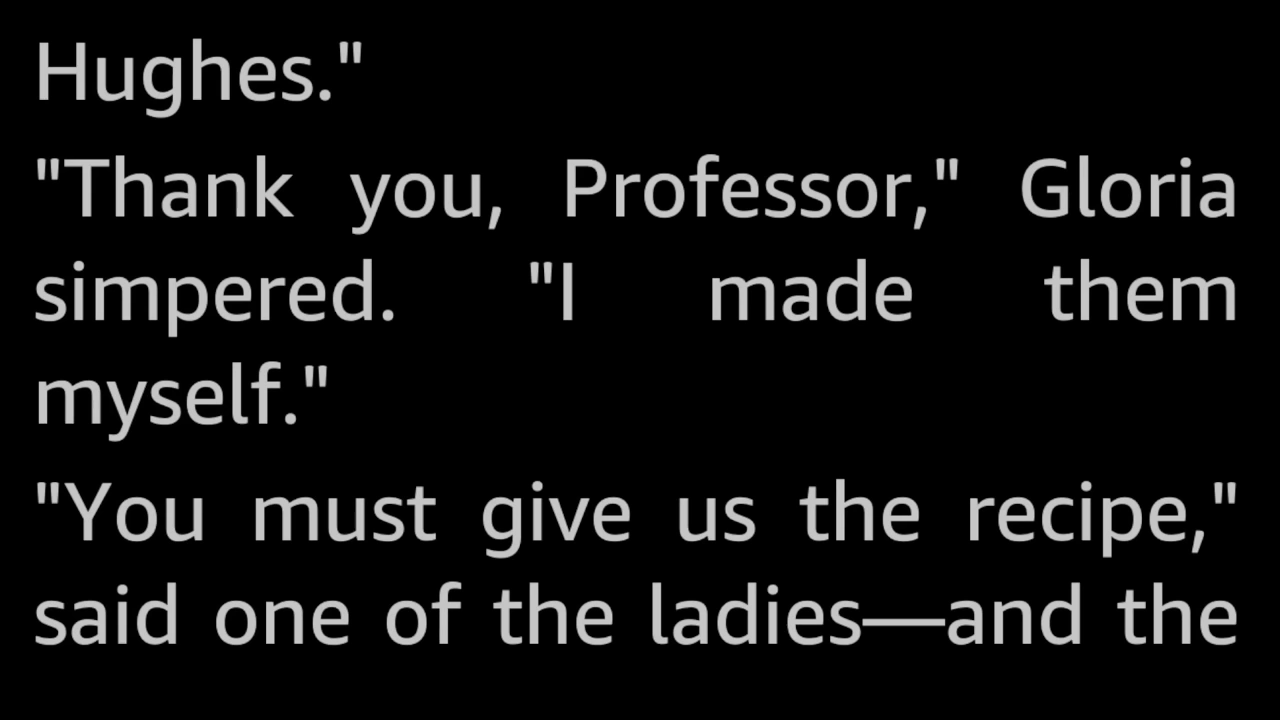 Hughes."
"Thank you, Professor," Gloria
simpered. "I made them
myself."
"You must give us the recipe,"
said one of the ladies—and the